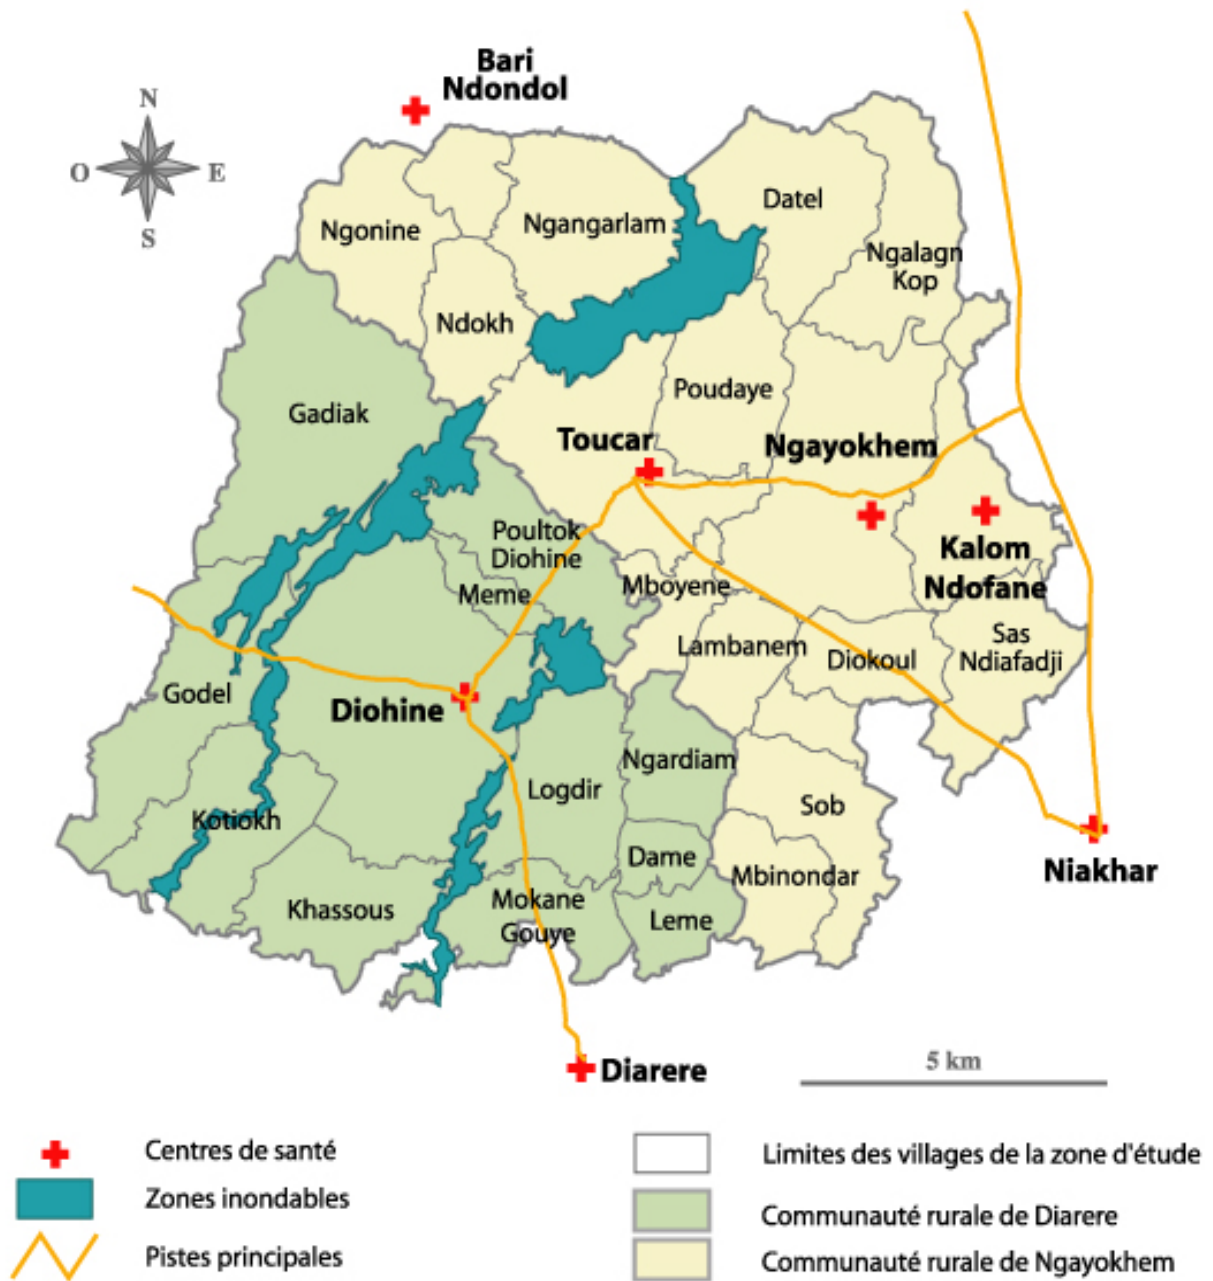 Bari
Ndondol
N
O
E
S
Datel
Ngonine
Ngangarlam
Ngalagn
Kop
Ndokh
Poudaye
Gadiak
Toucar
Ngayokhem
Poultok
Diohine
Kalom
Ndofane
Meme
Mboyene
Lambanem
Diokoul
Sas
Ndiafadji
Godel
Diohine
Ngardiam
Logdir
Sob
Kotiokh
Dame
Mbinondar
Niakhar
Khassous
Mokane
Gouye
Leme
Diarere
5 km
Centres de santé
Zones inondables
Pistes principales
Limites des villages de la zone d'étude
Communauté rurale de Diarere
Communauté rurale de Ngayokhem